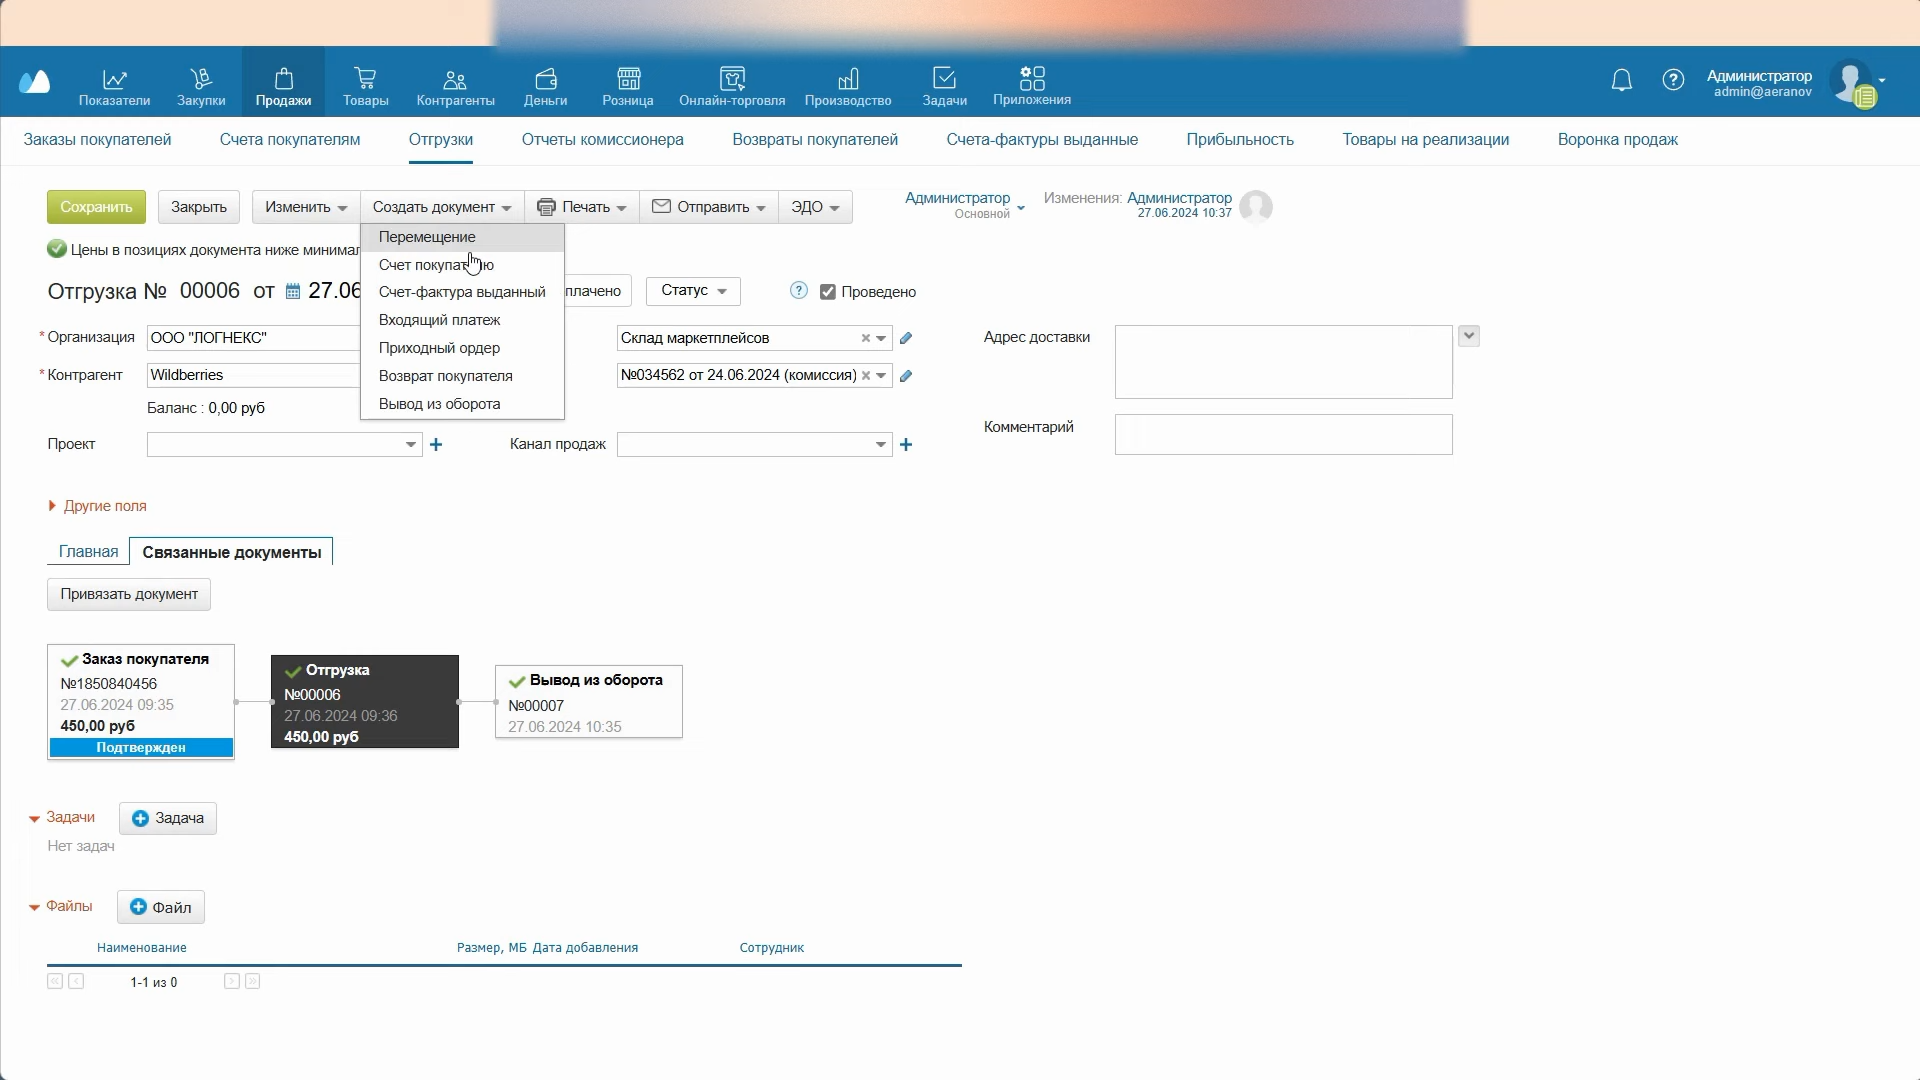 Показатели
Закупки
Продажи
Товары
Контрагенты
Деньги
Розница
Онлайн-торговля
Производство
Задачи
Приложения
Администратор
admin@aeranov
Заказы покупателей
Счета покупателям
Отгрузки
Отчеты комиссионера
Возвраты покупателей
Счета-фактуры выданные
Прибыльность
Товары на реализации
Воронка продаж
Сохранить
Закрыть
Изменить
Создать документ
Печать
Отправить
ЭДО
Администратор
Основной
Изменения: Администратор
27.06.2024 10:37
Перемещение
Счет покупателю
Счет-фактура выданный
Входящий платеж
Приходный ордер
Возврат покупателя
Вывод из оборота
Цены в позициях документа ниже минимал
Отгрузка № 00006 от 27.06
плачено
Статус
? Проведено
* Организация ООО "ЛОГНЕКС"
Склад маркетплейсов
Адрес доставки
* Контрагент Wildberries
№034562 от 24.06.2024 (комиссия)
Баланс : 0,00 руб
Комментарий
Проект
Канал продаж
Другие поля
Главная
Связанные документы
Привязать документ
Заказ покупателя
№1850840456
27.06.2024 09:35
450,00 руб
Подтвержден
Отгрузка
№00006
27.06.2024 09:36
450,00 руб
Вывод из оборота
№00007
27.06.2024 10:35
Задачи
Задача
Нет задач
Файлы
Файл
Наименование
Размер, МБ
Дата добавления
Сотрудник
1-1 из 0